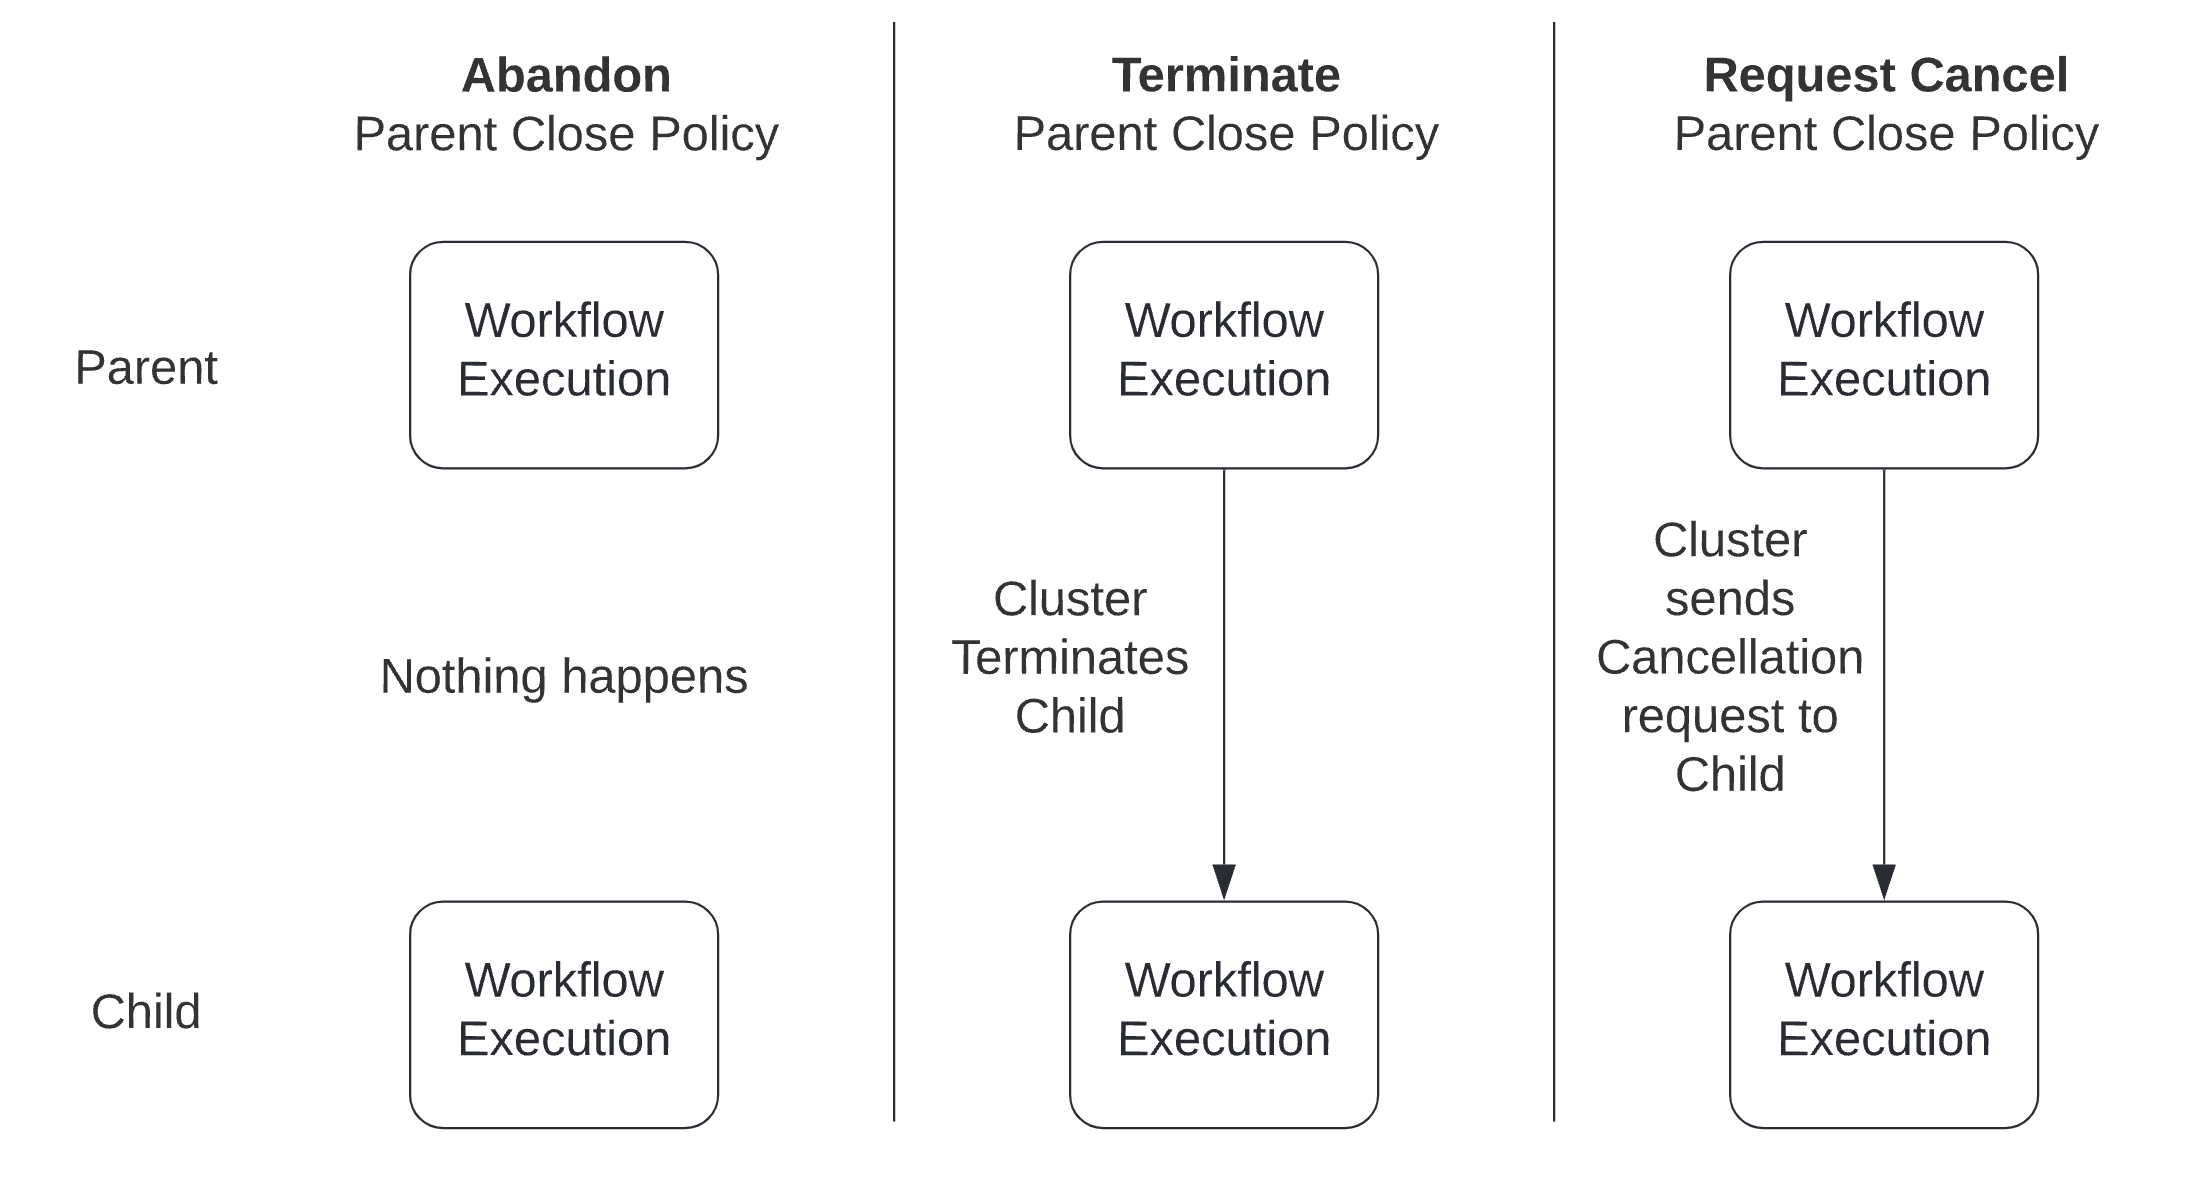 Abandon
Parent Close Policy
Terminate
Parent Close Policy
Request Cancel
Parent Close Policy
Parent
Workflow
Execution
Workflow
Execution
Workflow
Execution
Nothing happens
Cluster
Terminates
Child
Cluster
sends
Cancellation
request to
Child
Child
Workflow
Execution
Workflow
Execution
Workflow
Execution